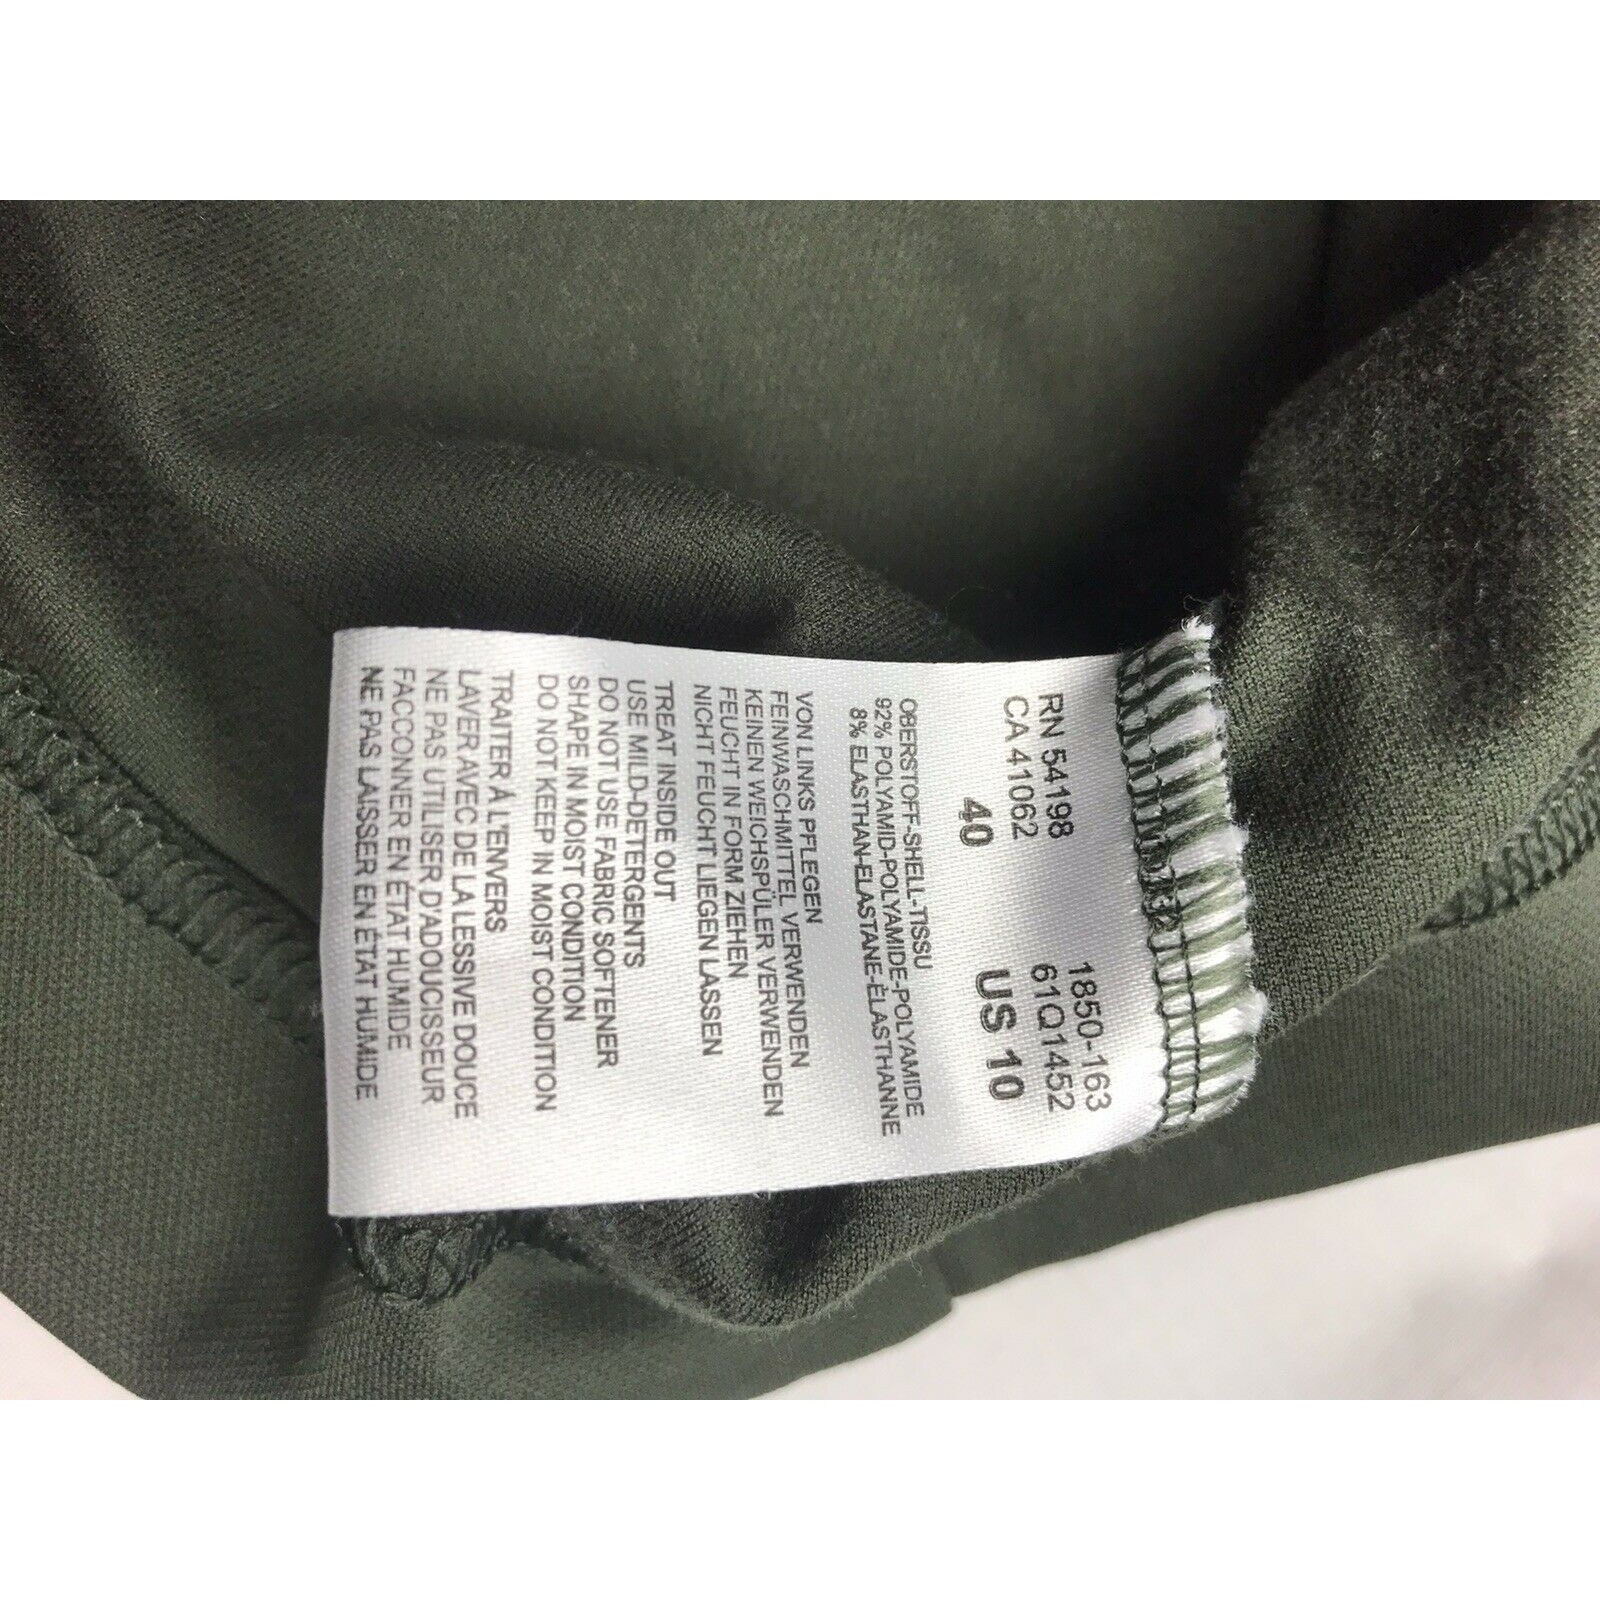 132
RN 54198 1850-163
CA 41062 61Q1452
40 US 10
OBERSTOFF-SHELL-TISSU
92% POLYAMID-POLYAMIDE-POLYAMIDE
8% ELASTHAN-ELASTANE-ÉLASTHANNE
VON LINKS PFLEGEN
FEINWASCHMITTEL VERWENDEN
KEINEN WEICHSPÜLER VERWENDEN
FEUCHT IN FORM ZIEHEN
NICHT FEUCHT LIEGEN LASSEN
TREAT INSIDE OUT
USE MILD-DETERGENTS
DO NOT USE FABRIC SOFTENER
SHAPE IN MOIST CONDITION
DO NOT KEEP IN MOIST CONDITION
TRAITER À L'ENVERS
LAVER AVEC DE LA LESSIVE DOUCE
NE PAS UTILISER D'ADOUCISSEUR
FACCONNER EN ÉTAT HUMIDE
NE PAS LAISSER EN ÉTAT HUMIDE